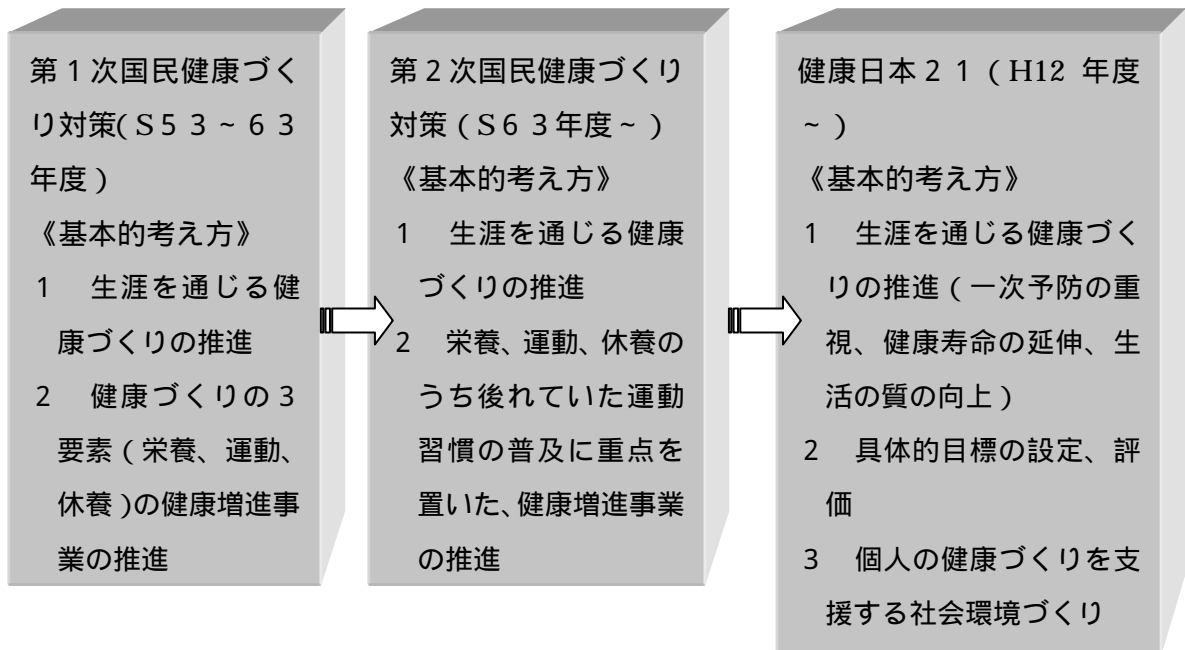 第1次国民健康づく
り対策(S53~63
年度)
《基本的考え方》
1 生涯を通じる健
康づくりの推進
2 健康づくりの3
要素(栄養、運動、
休養)の健康増進事
業の推進
第2次国民健康づくり
対策(S63年度~)
《基本的考え方》
1 生涯を通じる健康
づくりの推進
2 栄養、運動、休養の
うち後れていた運動
習慣の普及に重点を
置いた、健康増進事業
の推進
健康日本21(H12 年度
~)
《基本的考え方》
1 生涯を通じる健康づく
りの推進(一次予防の重
視、健康寿命の延伸、生
活の質の向上)
2 具体的目標の設定、評
価
3 個人の健康づくりを支
援する社会環境づくり